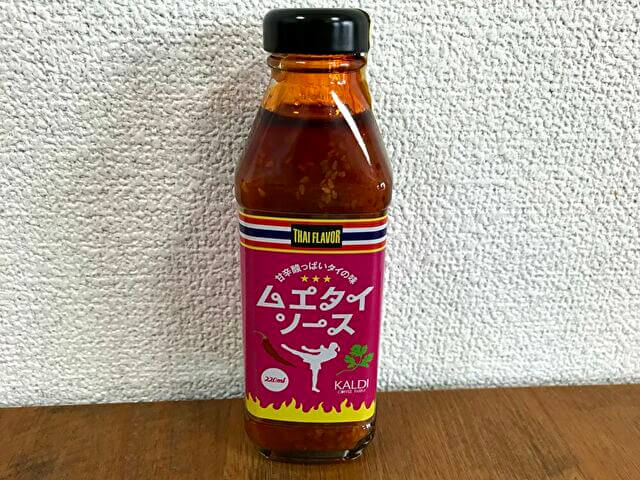 THAI FLAVOR
甘辛酸っぱいタイの味
ムエタイ
ソース
220ml
KALDI
COFFEE FARM